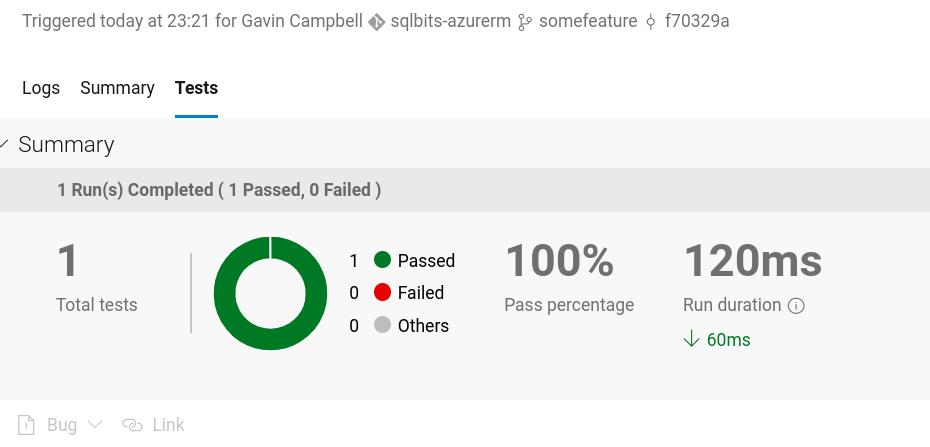 Triggered today at 23:21 for Gavin Campbell sqlbits-azurerm somefeature f70329a
Logs Summary Tests
Summary
1 Run(s) Completed ( 1 Passed, 0 Failed )
1
Total tests
1 Passed
0 Failed
0 Others
100%
Pass percentage
120ms
Run duration
60ms
Bug Link